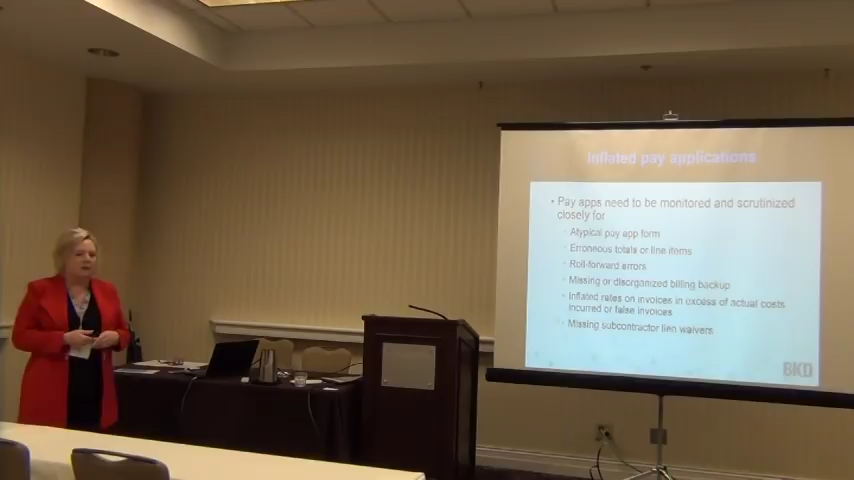 Inflated pay applications
• Pay apps need to be monitored and scrutinized
closely for
Atypical pay app form
Erroneous totals or line items
Roll-forward errors
Missing or disorganized billing backup
Inflated rates on invoices in excess of actual costs
incurred or false invoices
Missing subcontractor lien waivers
BKD